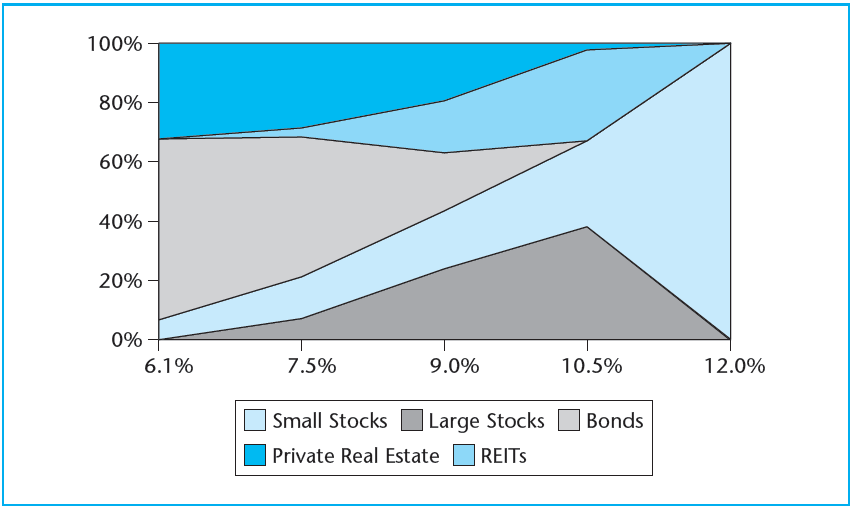 100%
80%
60%
40%
20%
0%
6.1% 7.5% 9.0% 10.5% 12.0%
Small Stocks Large Stocks Bonds
Private Real Estate REITs